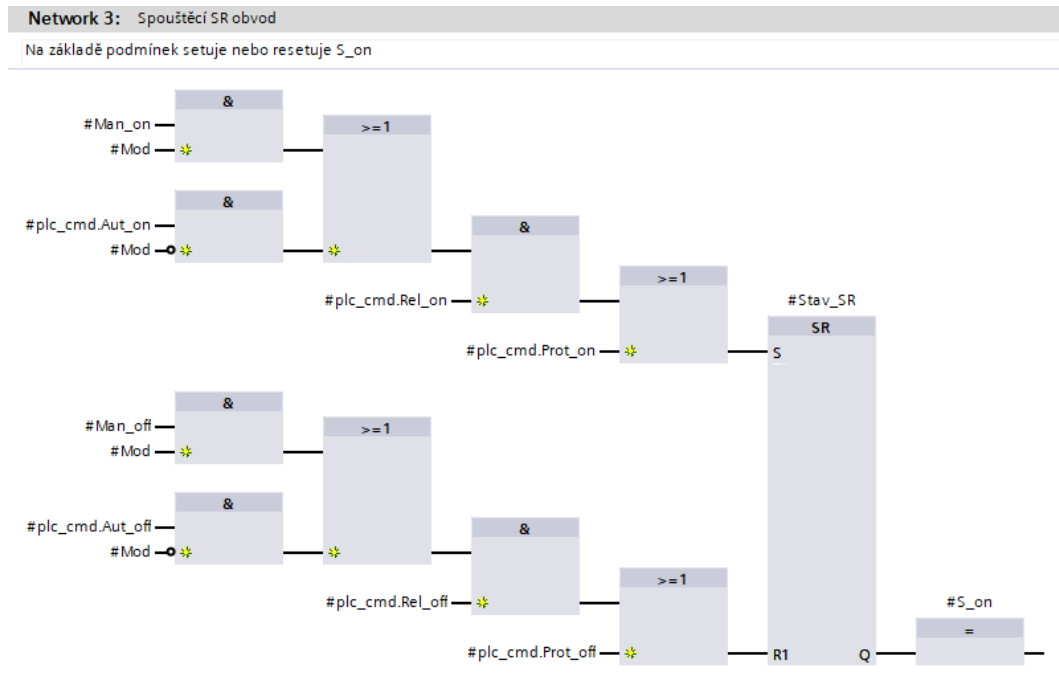 Network 3: Spouštěcí SR obvod
Na základě podmínek setuje nebo resetuje S_on
&
#Man_on
>=1
#Mod
&
#plc_cmd.Aut_on
&
#Mod
>=1
#plc_cmd.Rel_on
#Stav_SR
SR
#plc_cmd.Prot_on
S
&
#Man_off
>=1
#Mod
&
#plc_cmd.Aut_off
&
#Mod
>=1
#plc_cmd.Rel_off
#S_on
=
#plc_cmd.Prot_off
R1 Q